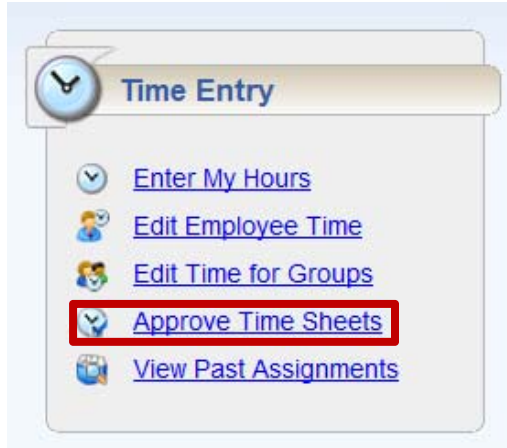 Time Entry
Enter My Hours
Edit Employee Time
Edit Time for Groups
Approve Time Sheets
View Past Assignments